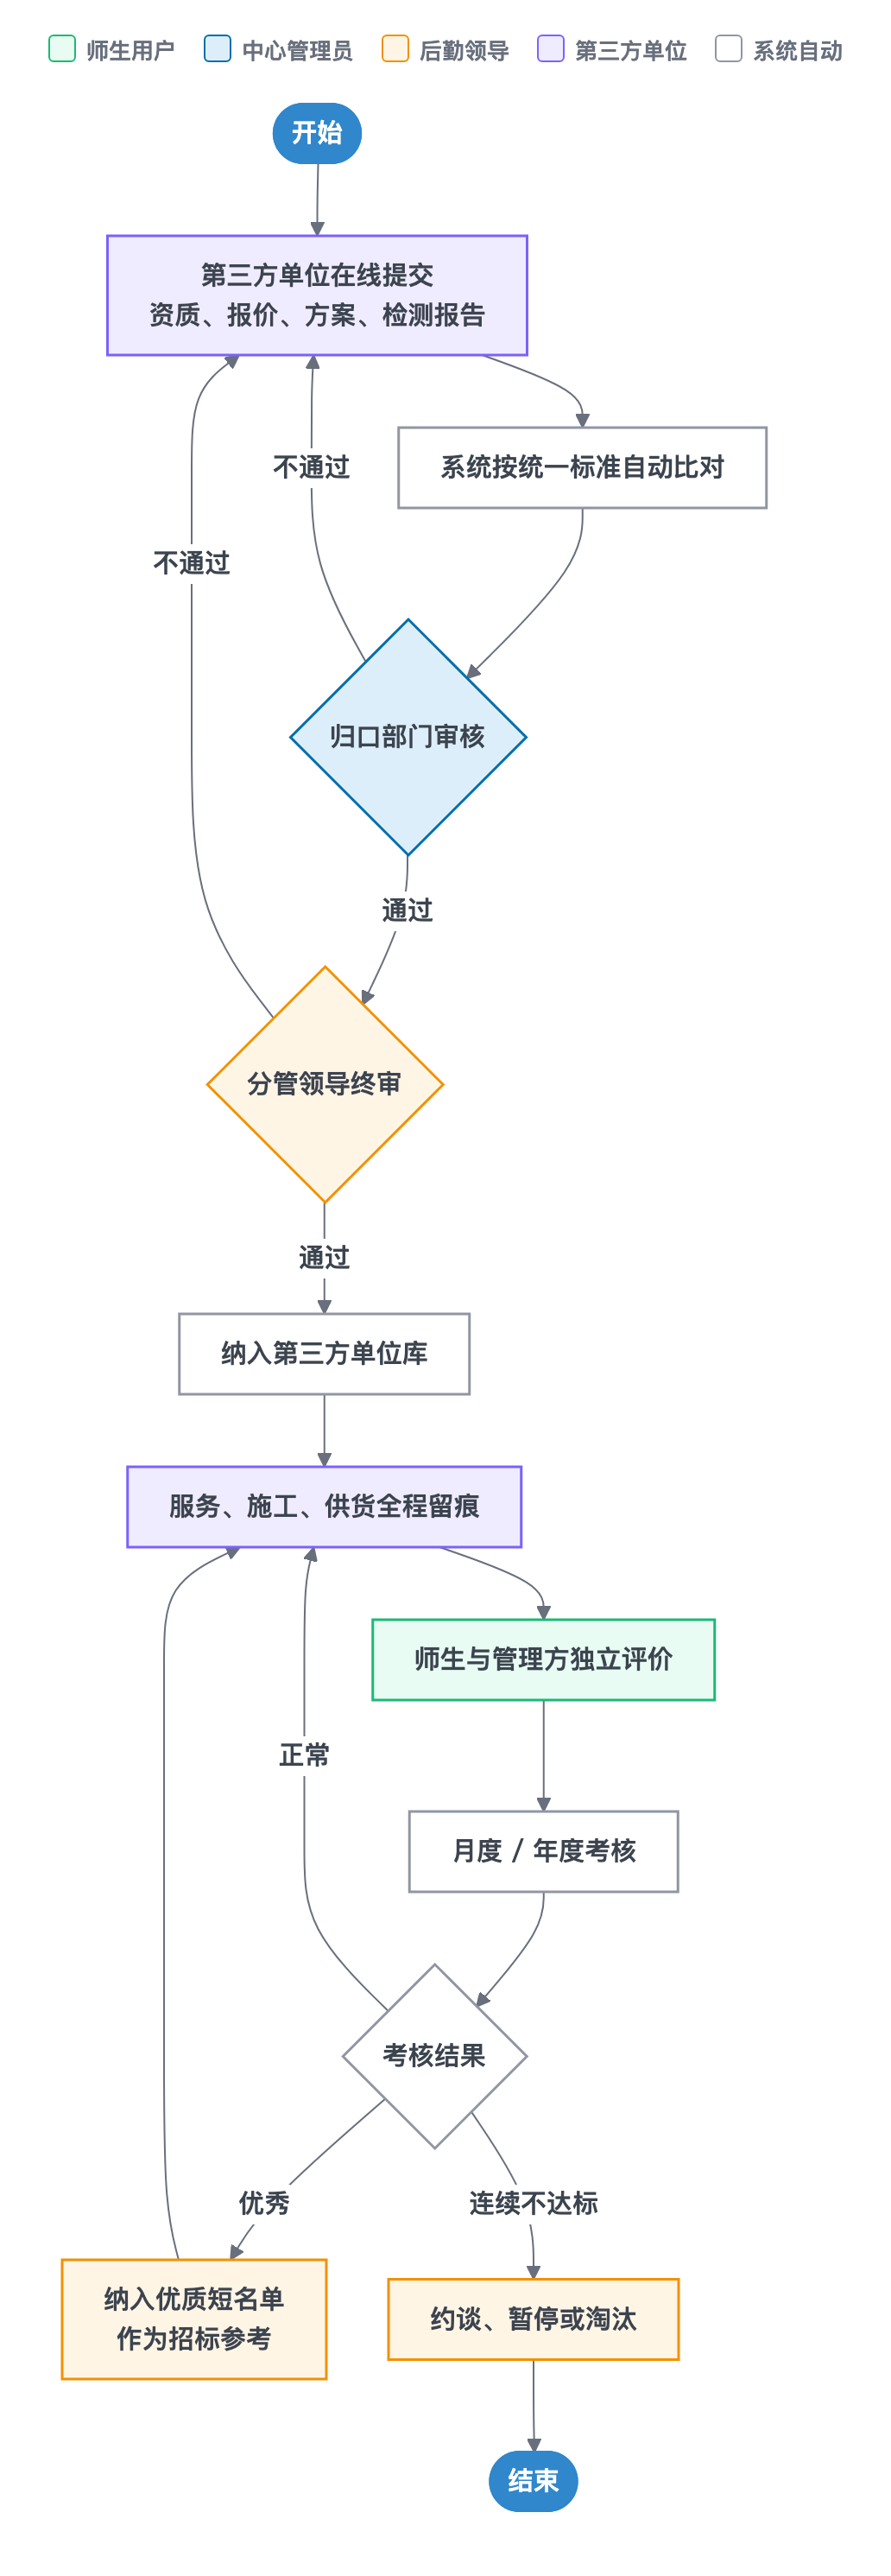 师生用户
中心管理员
后勤领导
第三方单位
系统自动
开始
第三方单位在线提交
资质、报价、方案、检测报告
不通过
系统按统一标准自动比对
不通过
归口部门审核
通过
分管领导终审
通过
纳入第三方单位库
服务、施工、供货全程留痕
师生与管理方独立评价
正常
月度 / 年度考核
考核结果
优秀
连续不达标
纳入优质短名单
作为招标参考
约谈、暂停或淘汰
结束